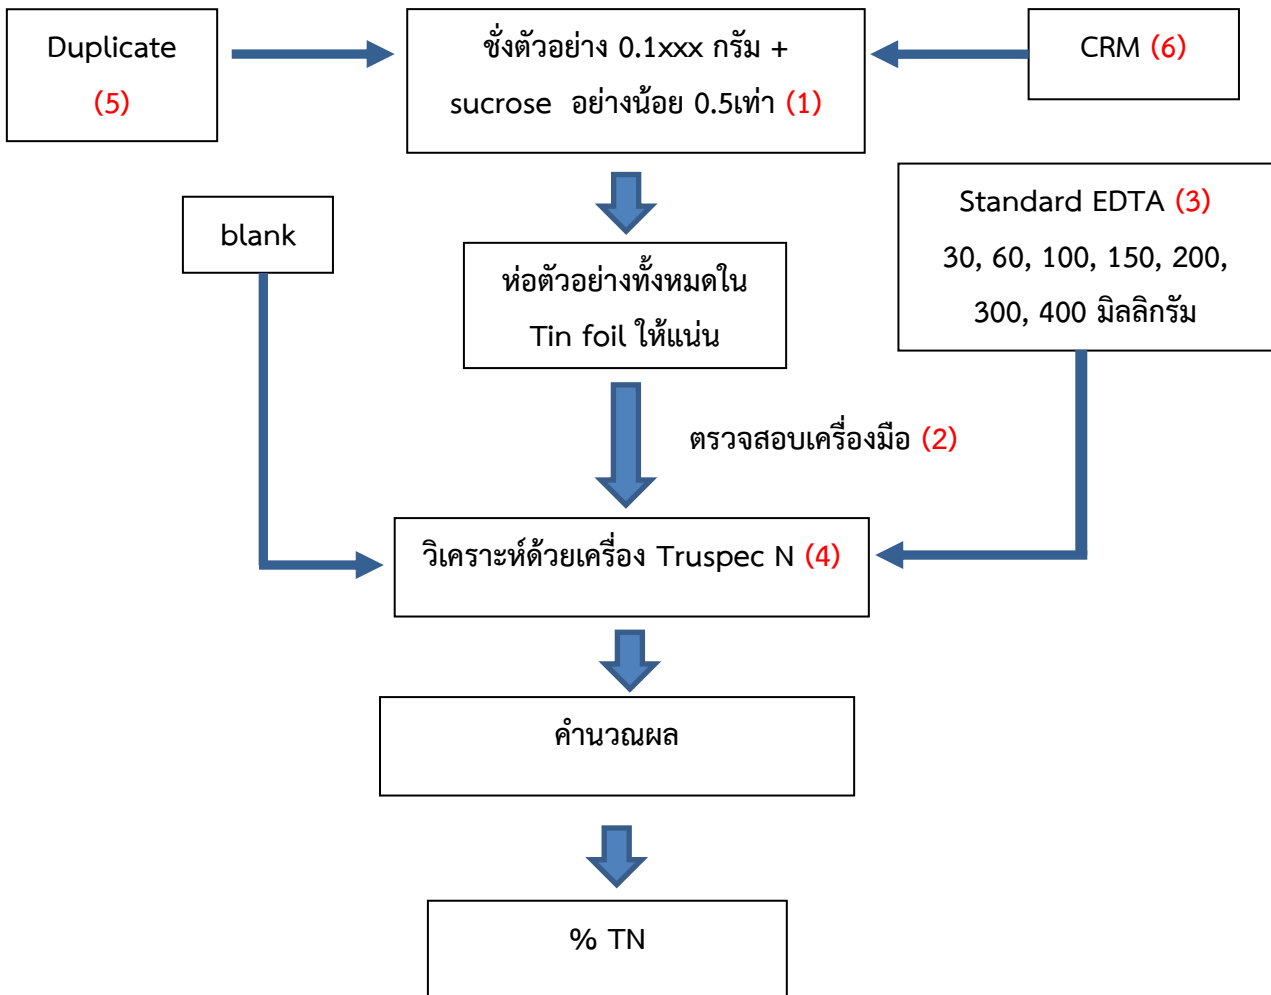 Duplicate
(5)
ชั่งตัวอย่าง 0.1xxx กรัม +
sucrose อย่างน้อย 0.5เท่า (1)
CRM (6)
blank
ห่อตัวอย่างทั้งหมดใน
Tin foil ให้แน่น
Standard EDTA (3)
30, 60, 100, 150, 200,
300, 400 มิลลิกรัม
ตรวจสอบเครื่องมือ (2)
วิเคราะห์ด้วยเครื่อง Truspec N (4)
คำนวณผล
% TN